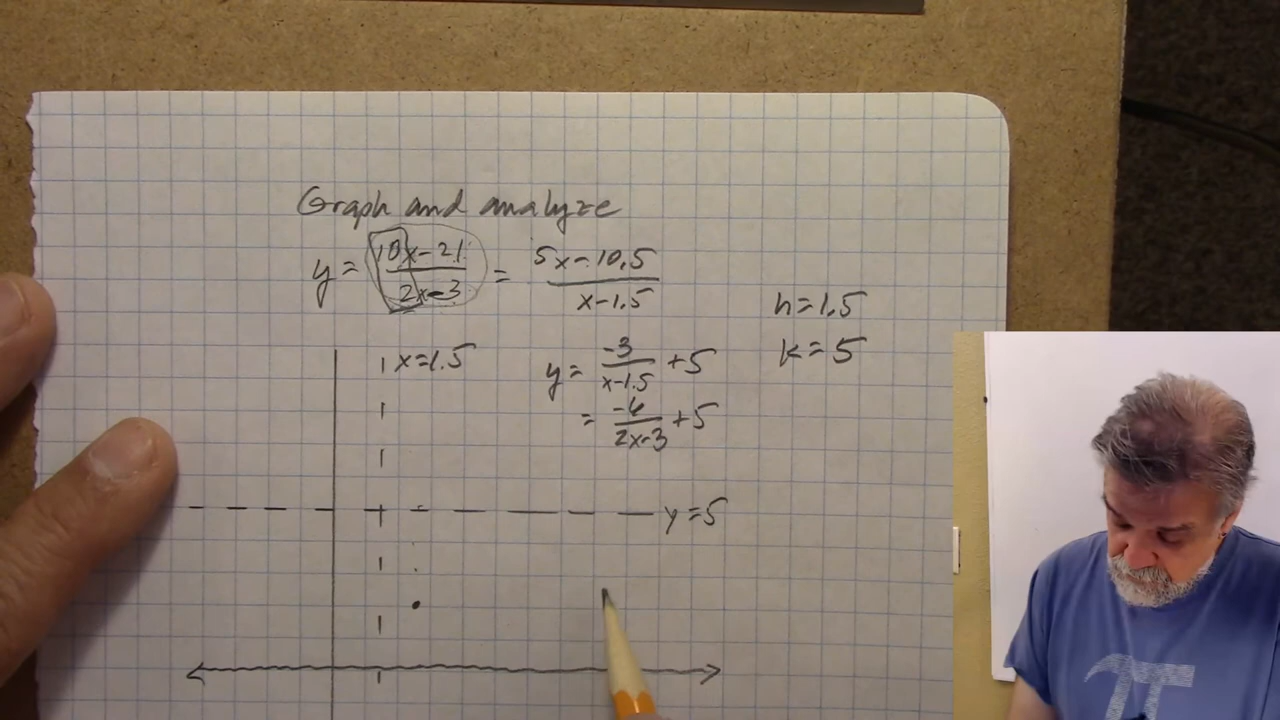 Graph and analyze
y = 10x-21/2x-3 = 5x-10.5/x-1.5
h=1.5
k=5
x=1.5
y = -3/x-1.5 +5
= -6/2x-3 +5
y=5
π